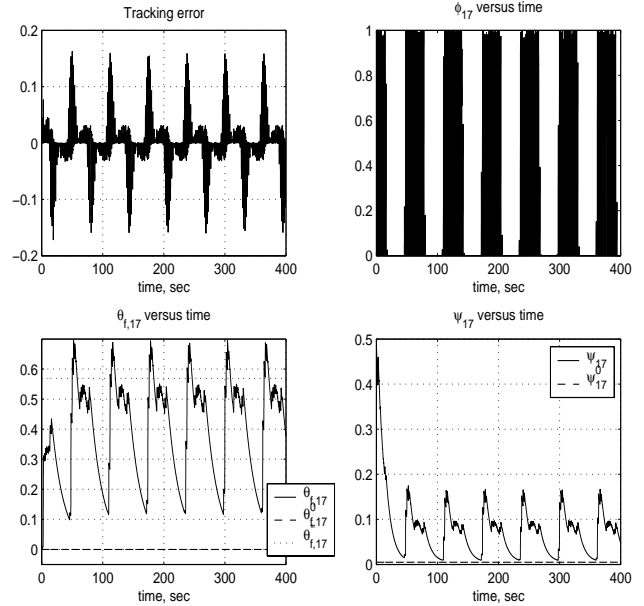 Tracking error
0.2
0.1
0
−0.1
−0.2
0 100 200 300 400
time, sec
ϕ17 versus time
1
0.8
0.6
0.4
0.2
0
0 100 200 300 400
time, sec
θf,17 versus time
0.6
0.5
0.4
0.3
0.2
0.1
0
0 100 200 300 400
time, sec
θf,17
θ0f,17
θ*f,17
ψ17 versus time
0.5
0.4
0.3
0.2
0.1
0
0 100 200 300 400
time, sec
ψ17
ψ017